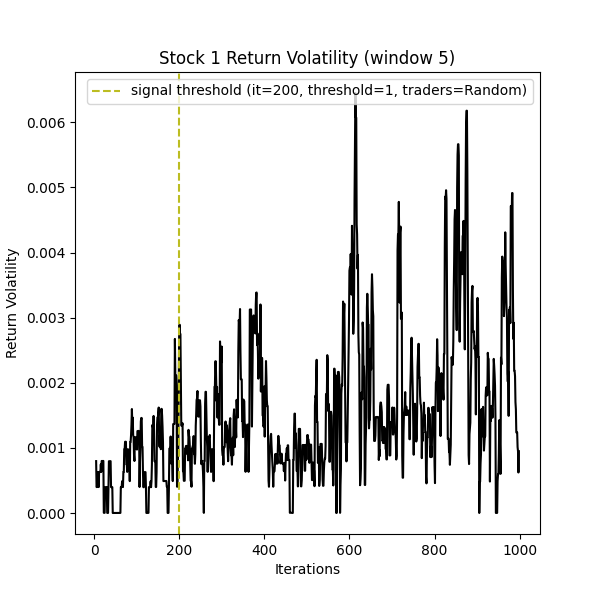 Stock 1 Return Volatility (window 5)
signal threshold (it=200, threshold=1, traders=Random)
0.006
0.005
0.004
0.003
0.002
0.001
0.000
Return Volatility
0 200 400 600 800 1000
Iterations